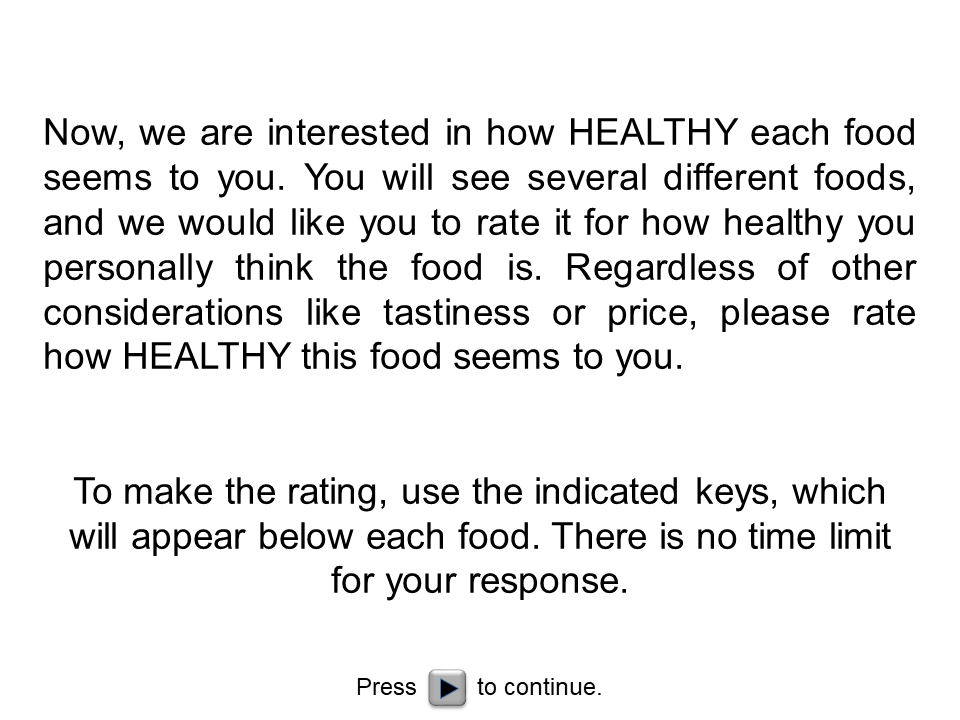 Now, we are interested in how HEALTHY each food
seems to you. You will see several different foods,
and we would like you to rate it for how healthy you
personally think the food is. Regardless of other
considerations like tastiness or price, please rate
how HEALTHY this food seems to you.
To make the rating, use the indicated keys, which
will appear below each food. There is no time limit
for your response.
Press to continue.